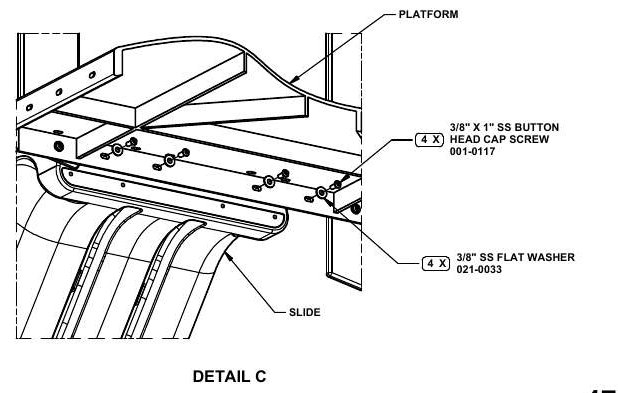 PLATFORM
3/8" X 1" SS BUTTON
4 X HEAD CAP SCREW
001-0117
4 X 3/8" SS FLAT WASHER
021-0033
SLIDE
DETAIL C